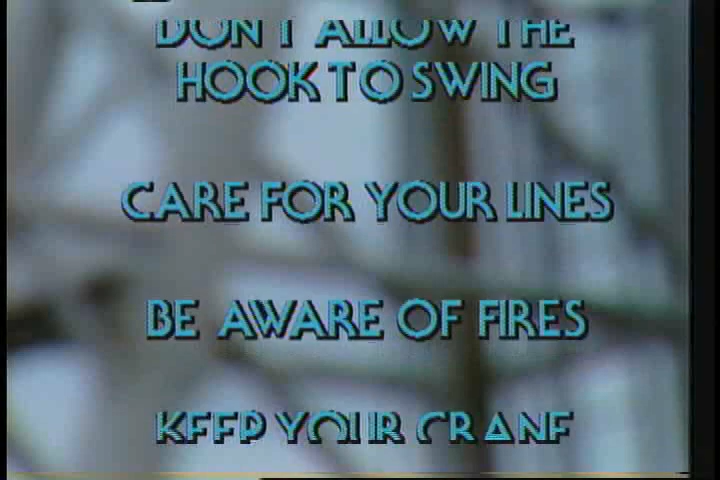 DON'T ALLOW THE
HOOK TO SWING
CARE FOR YOUR LINES
BE AWARE OF FIRES
KEEP YOUR CRANE